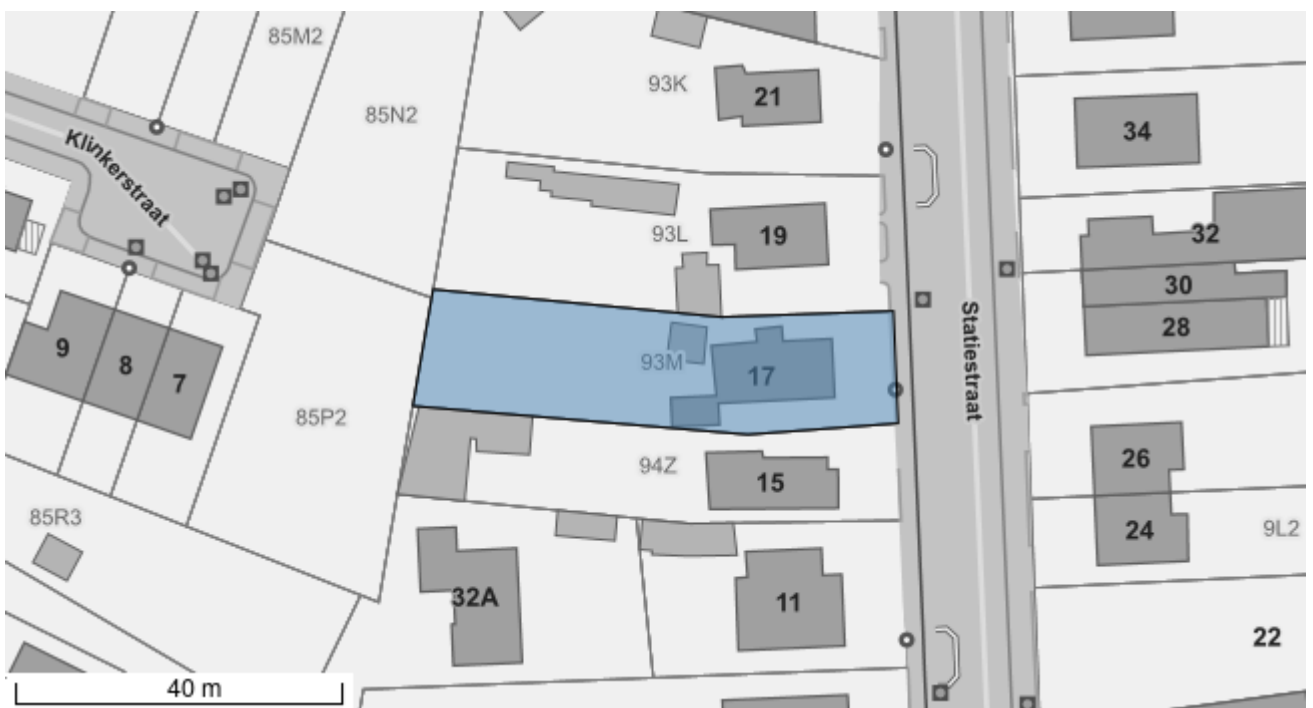 85M2
93K
21
85N2
34
Klinkerstraat
93L
19
32
30
28
93M
17
Statiestraat
9
8
7
85P2
26
94Z
15
85R3
24
9L2
32A
11
22
40 m